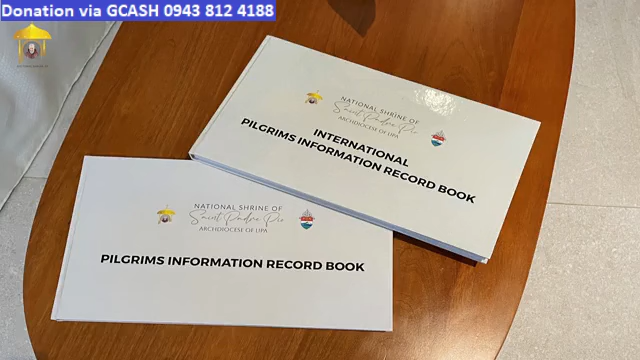 Donation via GCASH 0943 812 4188
NATIONAL SHRINE OF
Saint Padre Pio
ARCHDIOCESE OF LIPA
INTERNATIONAL
PILGRIMS INFORMATION RECORD BOOK
NATIONAL SHRINE OF
Saint Padre Pio
ARCHDIOCESE OF LIPA
PILGRIMS INFORMATION RECORD BOOK